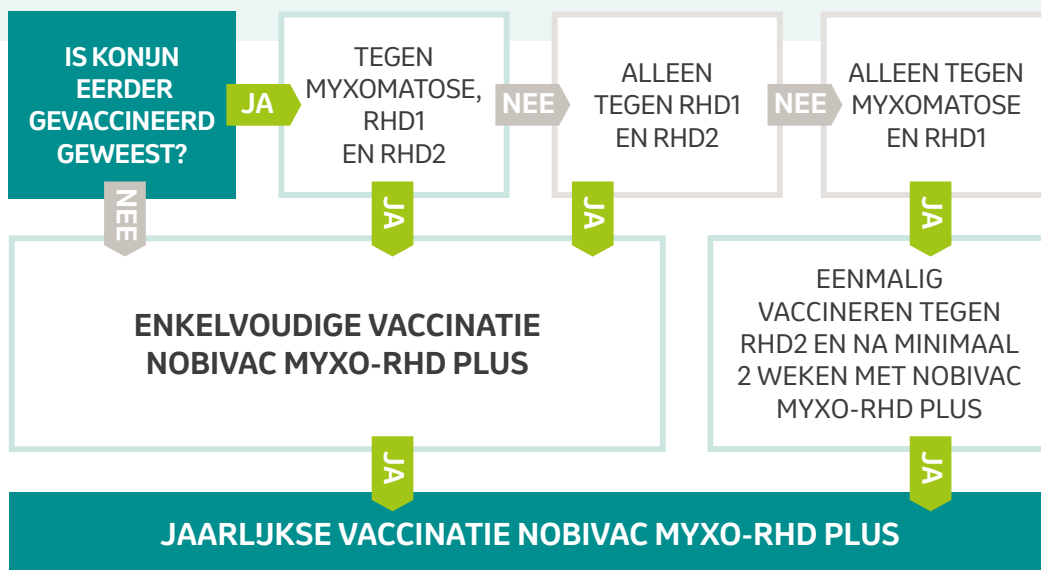 IS KONIJN
EERDER
GEVACCINEERD
GEWEEST?
JA
TEGEN
MYXOMATOSE,
RHD1
EN RHD2
NEE
ALLEEN
TEGEN RHD1
EN RHD2
NEE
ALLEEN TEGEN
MYXOMATOSE
EN RHD1
NEE
JA
JA
JA
ENKELVOUDIGE VACCINATIE
NOBIVAC MYXO-RHD PLUS
EENMALIG
VACCINEREN TEGEN
RHD2 EN NA MINIMAAL
2 WEKEN MET NOBIVAC
MYXO-RHD PLUS
JA
JA
JAARLIJKSE VACCINATIE NOBIVAC MYXO-RHD PLUS